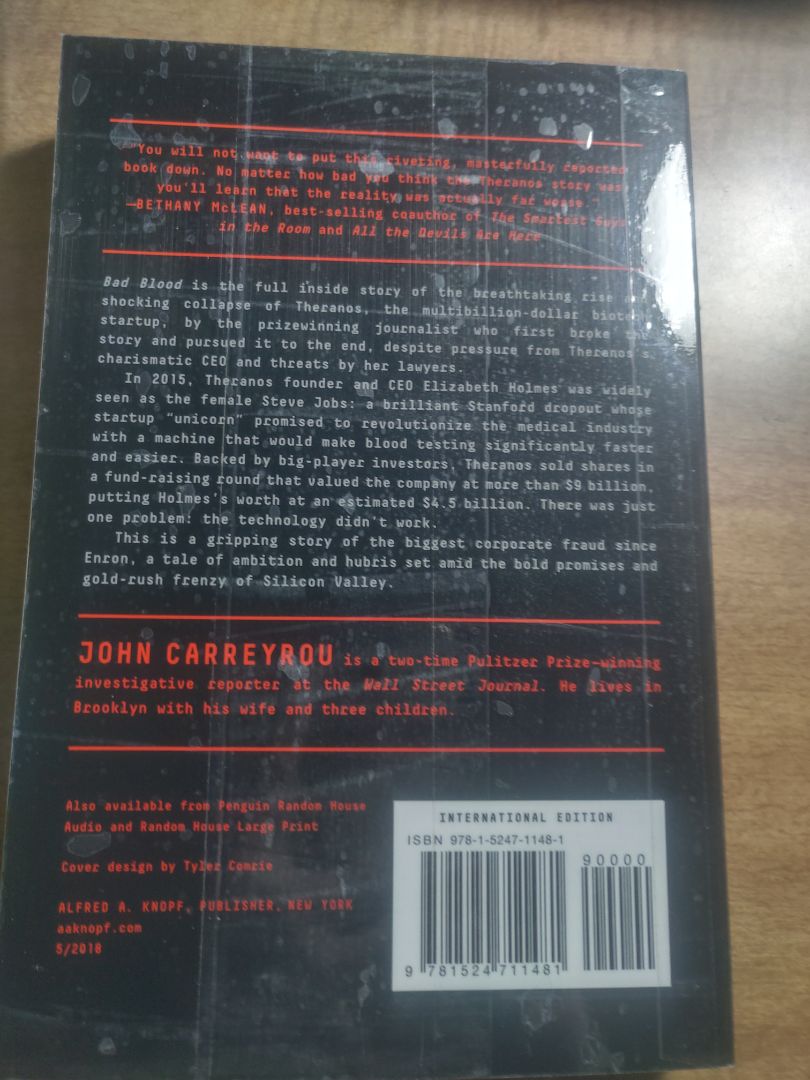 "You will not want to put this riveting, masterfully reported
book down. No matter how bad you think the Theranos story was
you'll learn that the reality was actually far worse."
—BETHANY McLEAN, best-selling coauthor of The Smartest Guys
in the Room and All the Devils Are Here
Bad Blood is the full inside story of the breathtaking rise
shocking collapse of Theranos, the multibillion-dollar
startup, by the prizewinning journalist who first broke the
story and pursued it to the end, despite pressure from Theranos's
charismatic CEO and threats by her lawyers.
In 2015, Theranos founder and CEO Elizabeth Holmes was widely
seen as the female Steve Jobs: a brilliant Stanford dropout whose
startup "unicorn" promised to revolutionize the medical industry
with a machine that would make blood testing significantly faster
and easier. Backed by big-player investors, Theranos sold shares in
a fund-raising round that valued the company at more than $9 billion,
putting Holmes's worth at an estimated $4.5 billion. There was just
one problem: the technology didn't work.
This is a gripping story of the biggest corporate fraud since
Enron, a tale of ambition and hubris set amid the bold promises and
gold-rush frenzy of Silicon Valley.
JOHN CARREYROU is a two-time Pulitzer Prize–winning
investigative reporter at the Wall Street Journal. He lives in
Brooklyn with his wife and three children.
Also available from Penguin Random House
Audio and Random House Large Print
Cover design by Tyler Comrie
ALFRED A. KNOPF, PUBLISHER, NEW YORK
aaknopf.com
5/2018
INTERNATIONAL EDITION
ISBN 978-1-5247-1148-1
90000
9 781524 711481